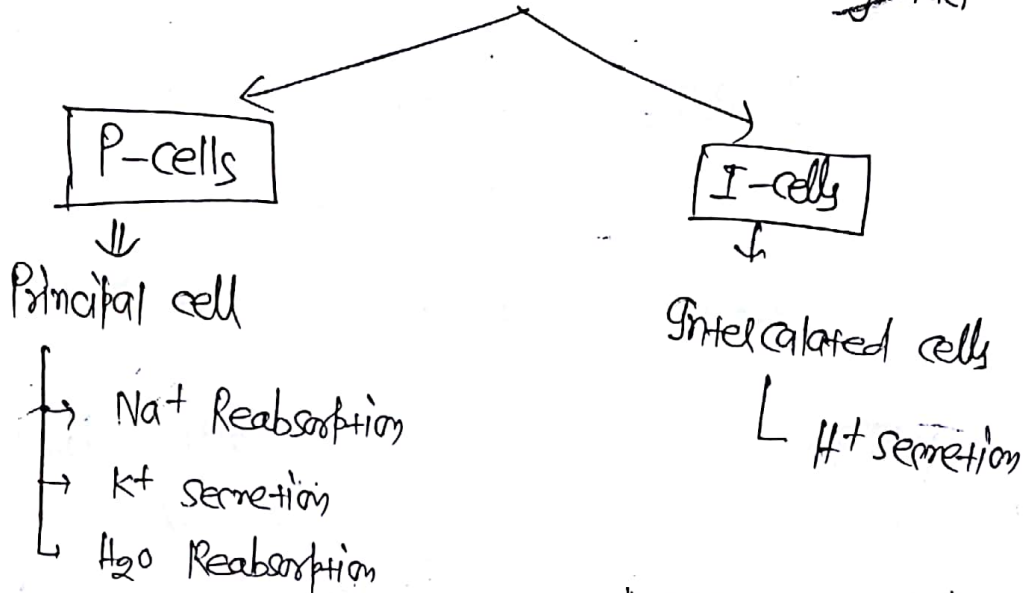 P-cells
I-cells
Principal cell
Intercalated cells
Na+ Reabsorption
H+ secretion
K+ secretion
H2O Reabsorption